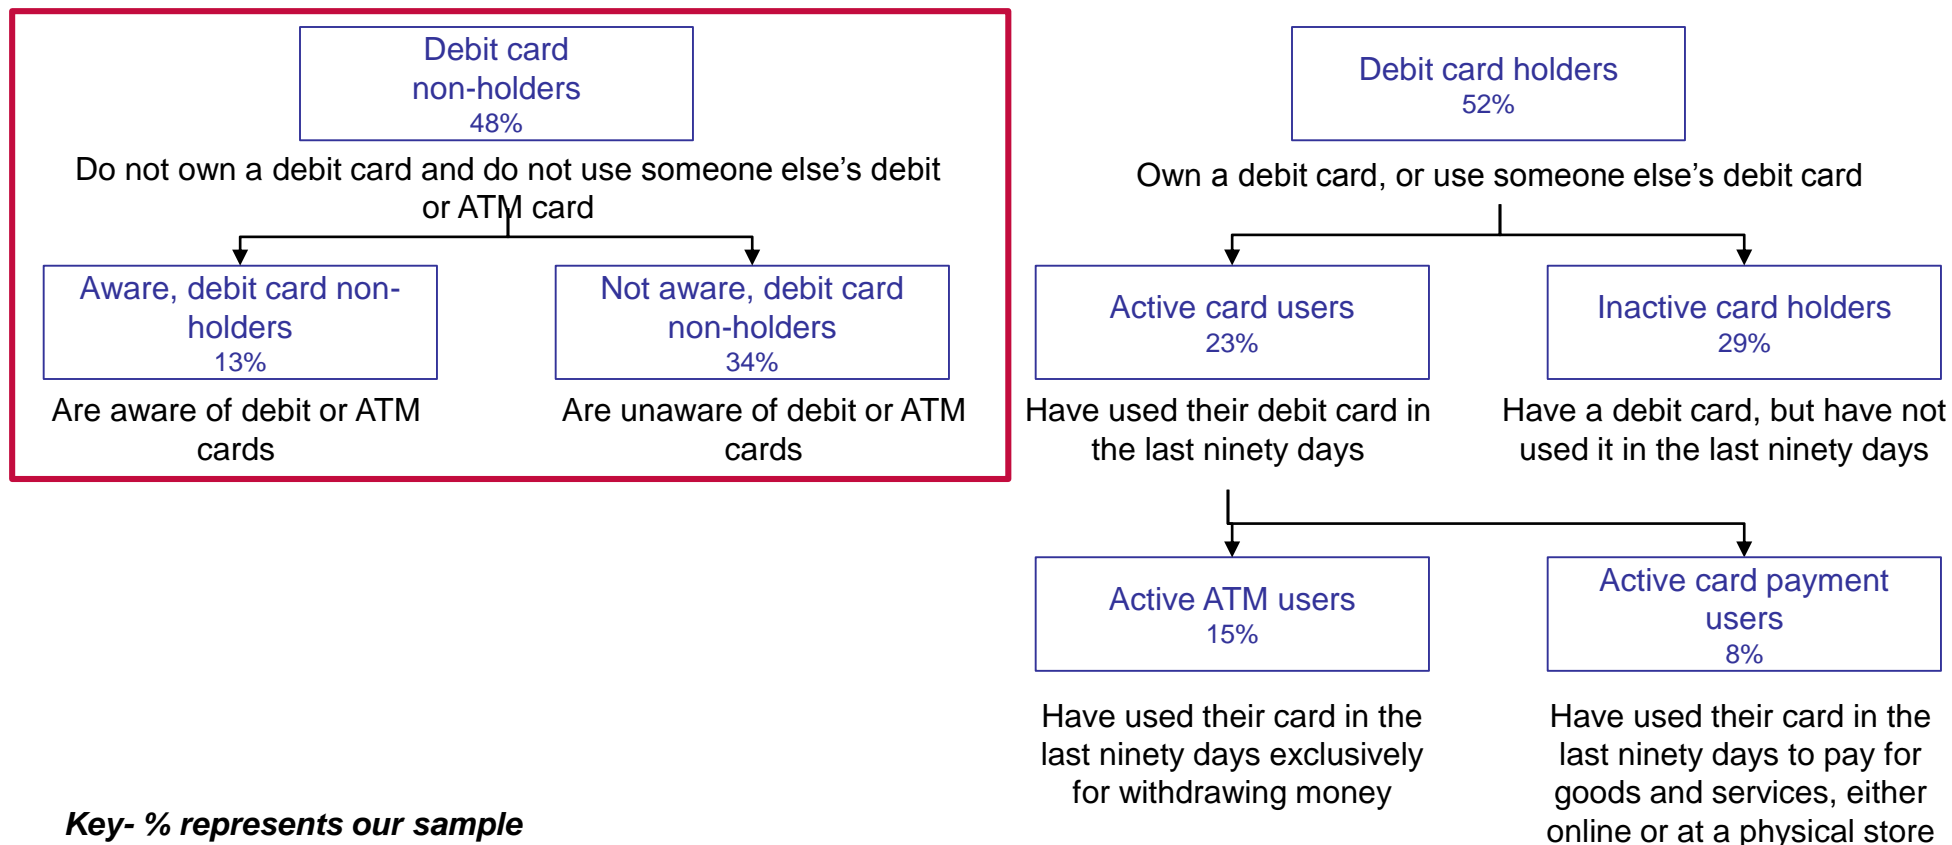 Debit card
non-holders
48%
Do not own a debit card and do not use someone else’s debit
or ATM card
Aware, debit card non-
holders
13%
Are aware of debit or ATM
cards
Not aware, debit card
non-holders
34%
Are unaware of debit or ATM
cards
Debit card holders
52%
Own a debit card, or use someone else’s debit card
Active card users
23%
Have used their debit card in
the last ninety days
Inactive card holders
29%
Have a debit card, but have not
used it in the last ninety days
Active ATM users
15%
Have used their card in the
last ninety days exclusively
for withdrawing money
Active card payment
users
8%
Have used their card in the
last ninety days to pay for
goods and services, either
online or at a physical store
Key- % represents our sample